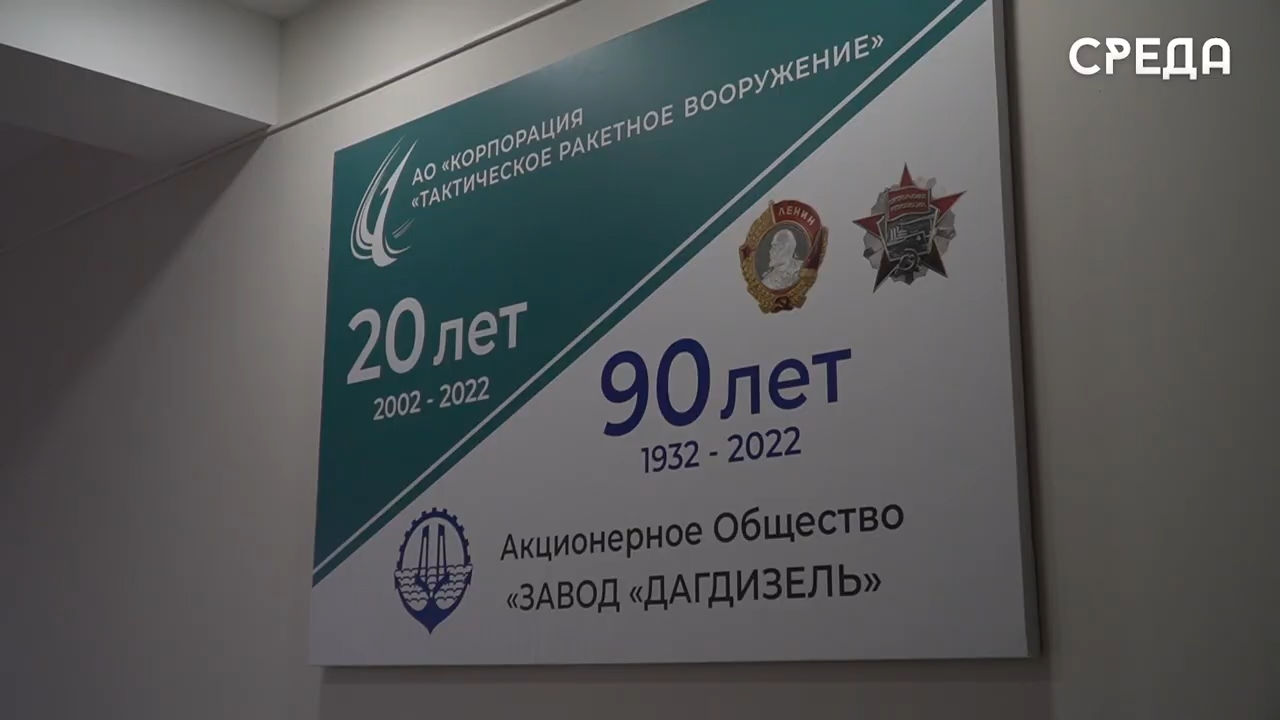 СРЕДА
АО «КОРПОРАЦИЯ
«ТАКТИЧЕСКОЕ РАКЕТНОЕ ВООРУЖЕНИЕ»
ЛЕНИН
20 лет
2002 - 2022
90 лет
1932 - 2022
Акционерное Общество
«ЗАВОД «ДАГДИЗЕЛЬ»